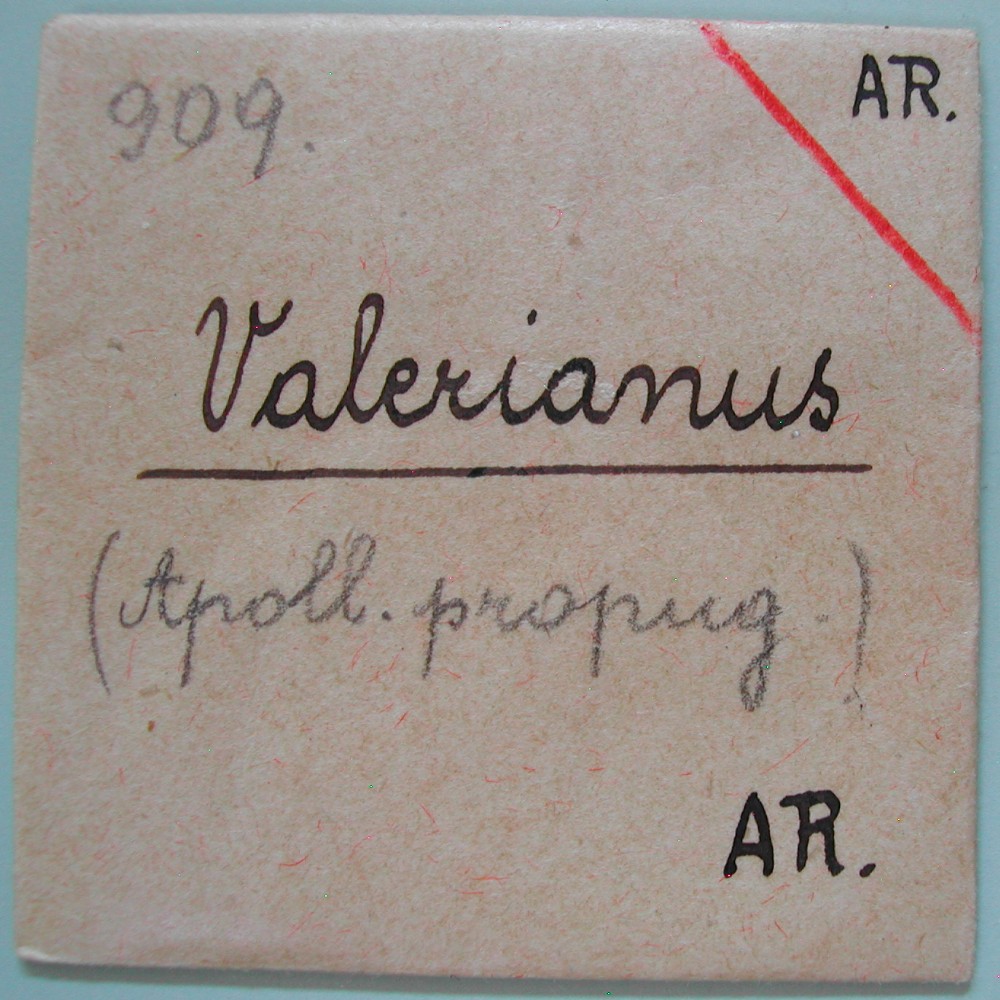 909.
AR.
Valerianus
(Apoll. propug.)
AR.